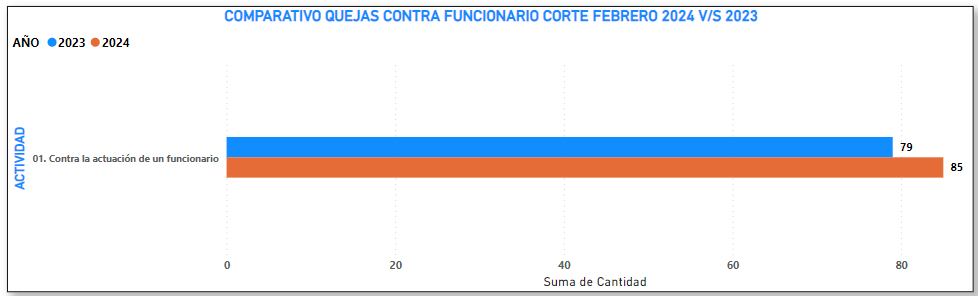 COMPARATIVO QUEJAS CONTRA FUNCIONARIO CORTE FEBRERO 2024 V/S 2023
AÑO 2023 2024
ACTIVIDAD
01. Contra la actuación de un funcionario
79
85
0 20 40 60 80
Suma de Cantidad